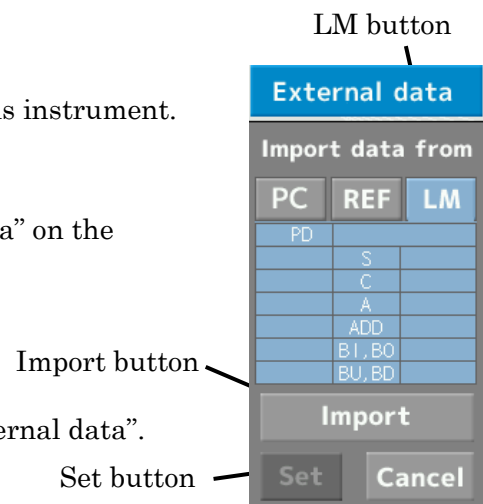 LM button
External data
s instrument.
Import data from
PC REF LM
a” on the
PD
S
C
A
ADD
BI,BO
BU,BD
Import button
Import
ernal data”.
Set button
Set Cancel